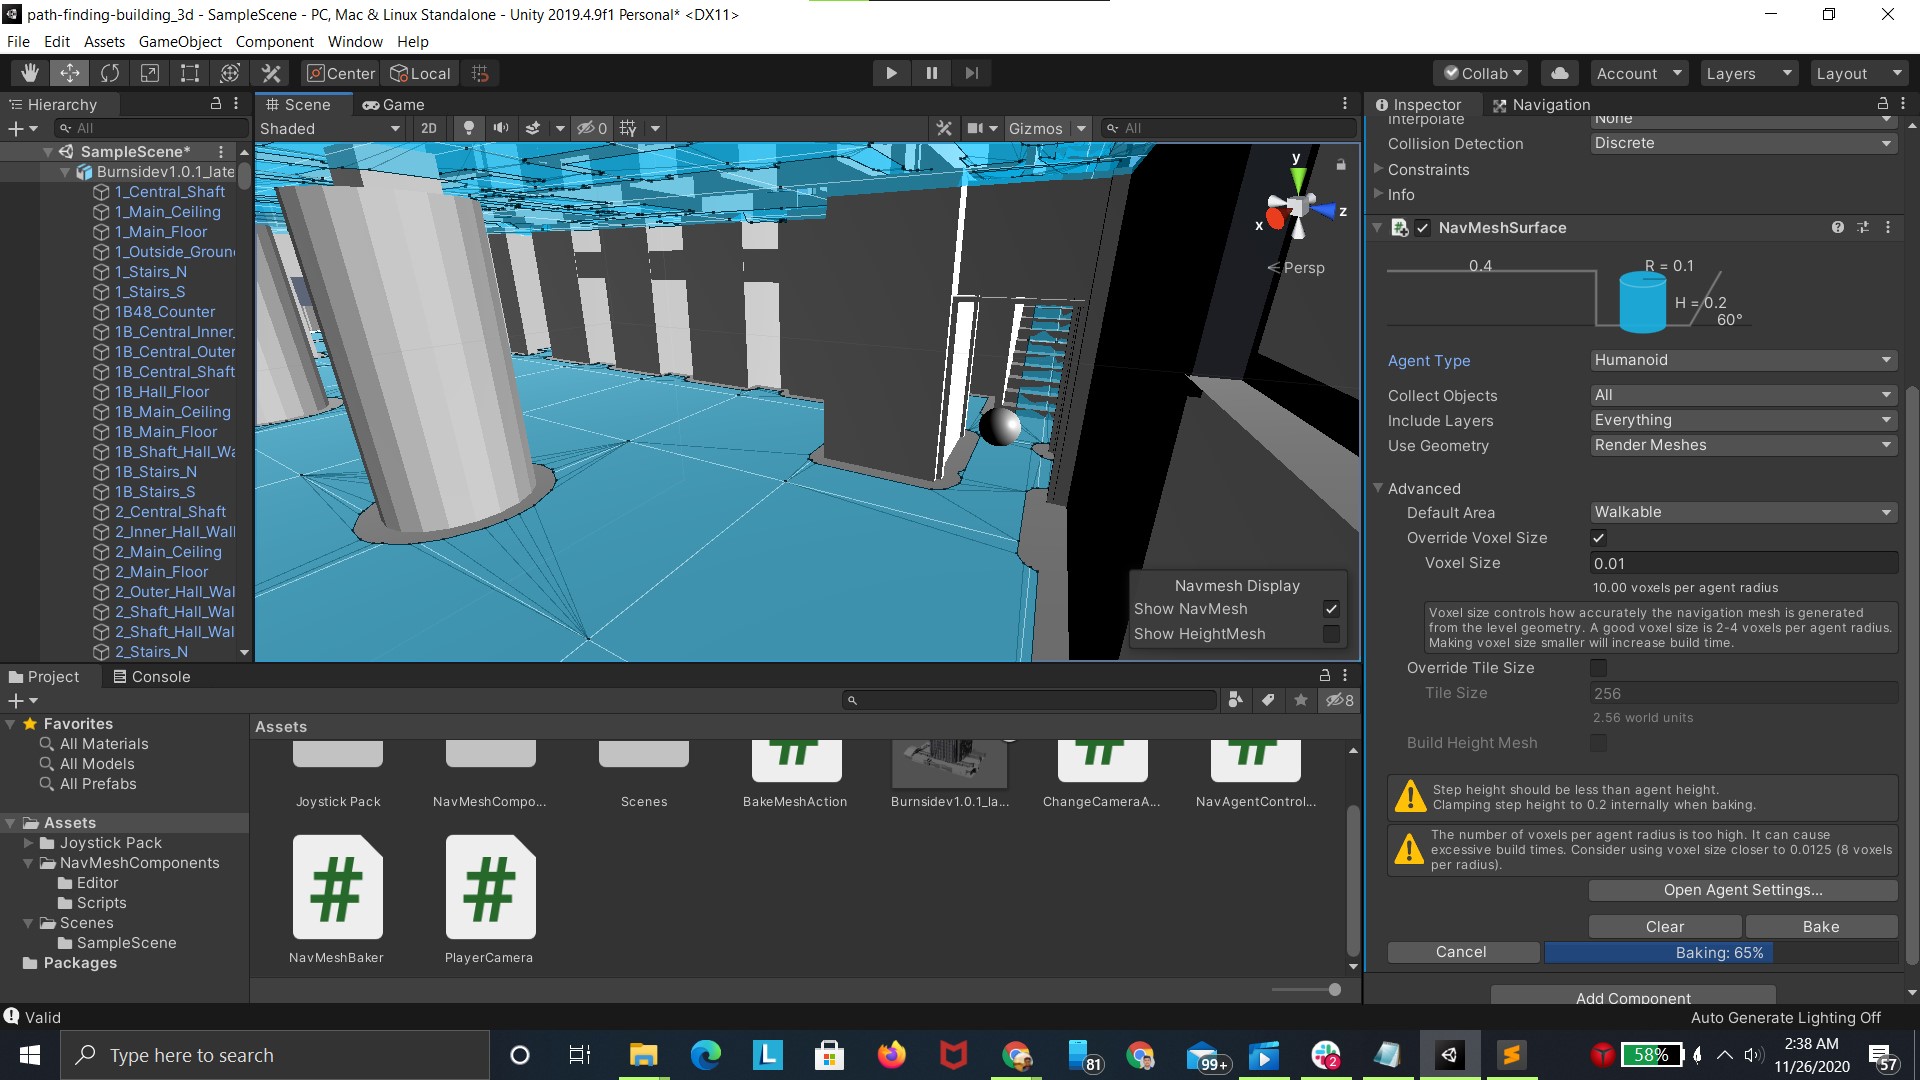 path-finding-building_3d - SampleScene - PC, Mac & Linux Standalone - Unity 2019.4.9f1 Personal* <DX11>
File Edit Assets GameObject Component Window Help
Center Local Collab Account Layers Layout
Hierarchy
All
SampleScene*
Burnsidev1.0.1_late
1_Central_Shaft
1_Main_Ceiling
1_Main_Floor
1_Outside_Groun
1_Stairs_N
1_Stairs_S
1B48_Counter
1B_Central_Inner_
1B_Central_Outer
1B_Central_Shaft
1B_Hall_Floor
1B_Main_Ceiling
1B_Main_Floor
1B_Shaft_Hall_Wa
1B_Stairs_N
1B_Stairs_S
2_Central_Shaft
2_Inner_Hall_Wall
2_Main_Ceiling
2_Main_Floor
2_Outer_Hall_Wal
2_Shaft_Hall_Wal
2_Shaft_Hall_Wal
2_Stairs_N
Scene Game
Shaded 2D 0 Gizmos All
y
x
z
Persp
Navmesh Display
Show NavMesh
Show HeightMesh
Inspector Navigation
Interpolate None
Collision Detection Discrete
Constraints
Info
NavMeshSurface
0.4 R = 0.1
H = 0.2
60°
Agent Type Humanoid
Collect Objects All
Include Layers Everything
Use Geometry Render Meshes
Advanced
Default Area Walkable
Override Voxel Size
Voxel Size 0.01
10.00 voxels per agent radius
Voxel size controls how accurately the navigation mesh is generated
from the level geometry. A good voxel size is 2-4 voxels per agent radius.
Making voxel size smaller will increase build time.
Override Tile Size
Tile Size 256
2.56 world units
Build Height Mesh
Step height should be less than agent height.
Clamping step height to 0.2 internally when baking.
The number of voxels per agent radius is too high. It can cause
excessive build times. Consider using voxel size closer to 0.0125 (8 voxels
per radius).
Open Agent Settings...
Clear Bake
Cancel Baking: 65%
Add Component
Project Console
8
Favorites
All Materials
All Models
All Prefabs
Assets
Joystick Pack
NavMeshComponents
Editor
Scripts
Scenes
SampleScene
Packages
Assets
Joystick Pack NavMeshCompo... Scenes BakeMeshAction Burnsidev1.0.1_la... ChangeCameraA... NavAgentControl...
NavMeshBaker PlayerCamera
Valid
Auto Generate Lighting Off
Type here to search
L
81
99+
2
58%
2:38 AM
11/26/2020
57